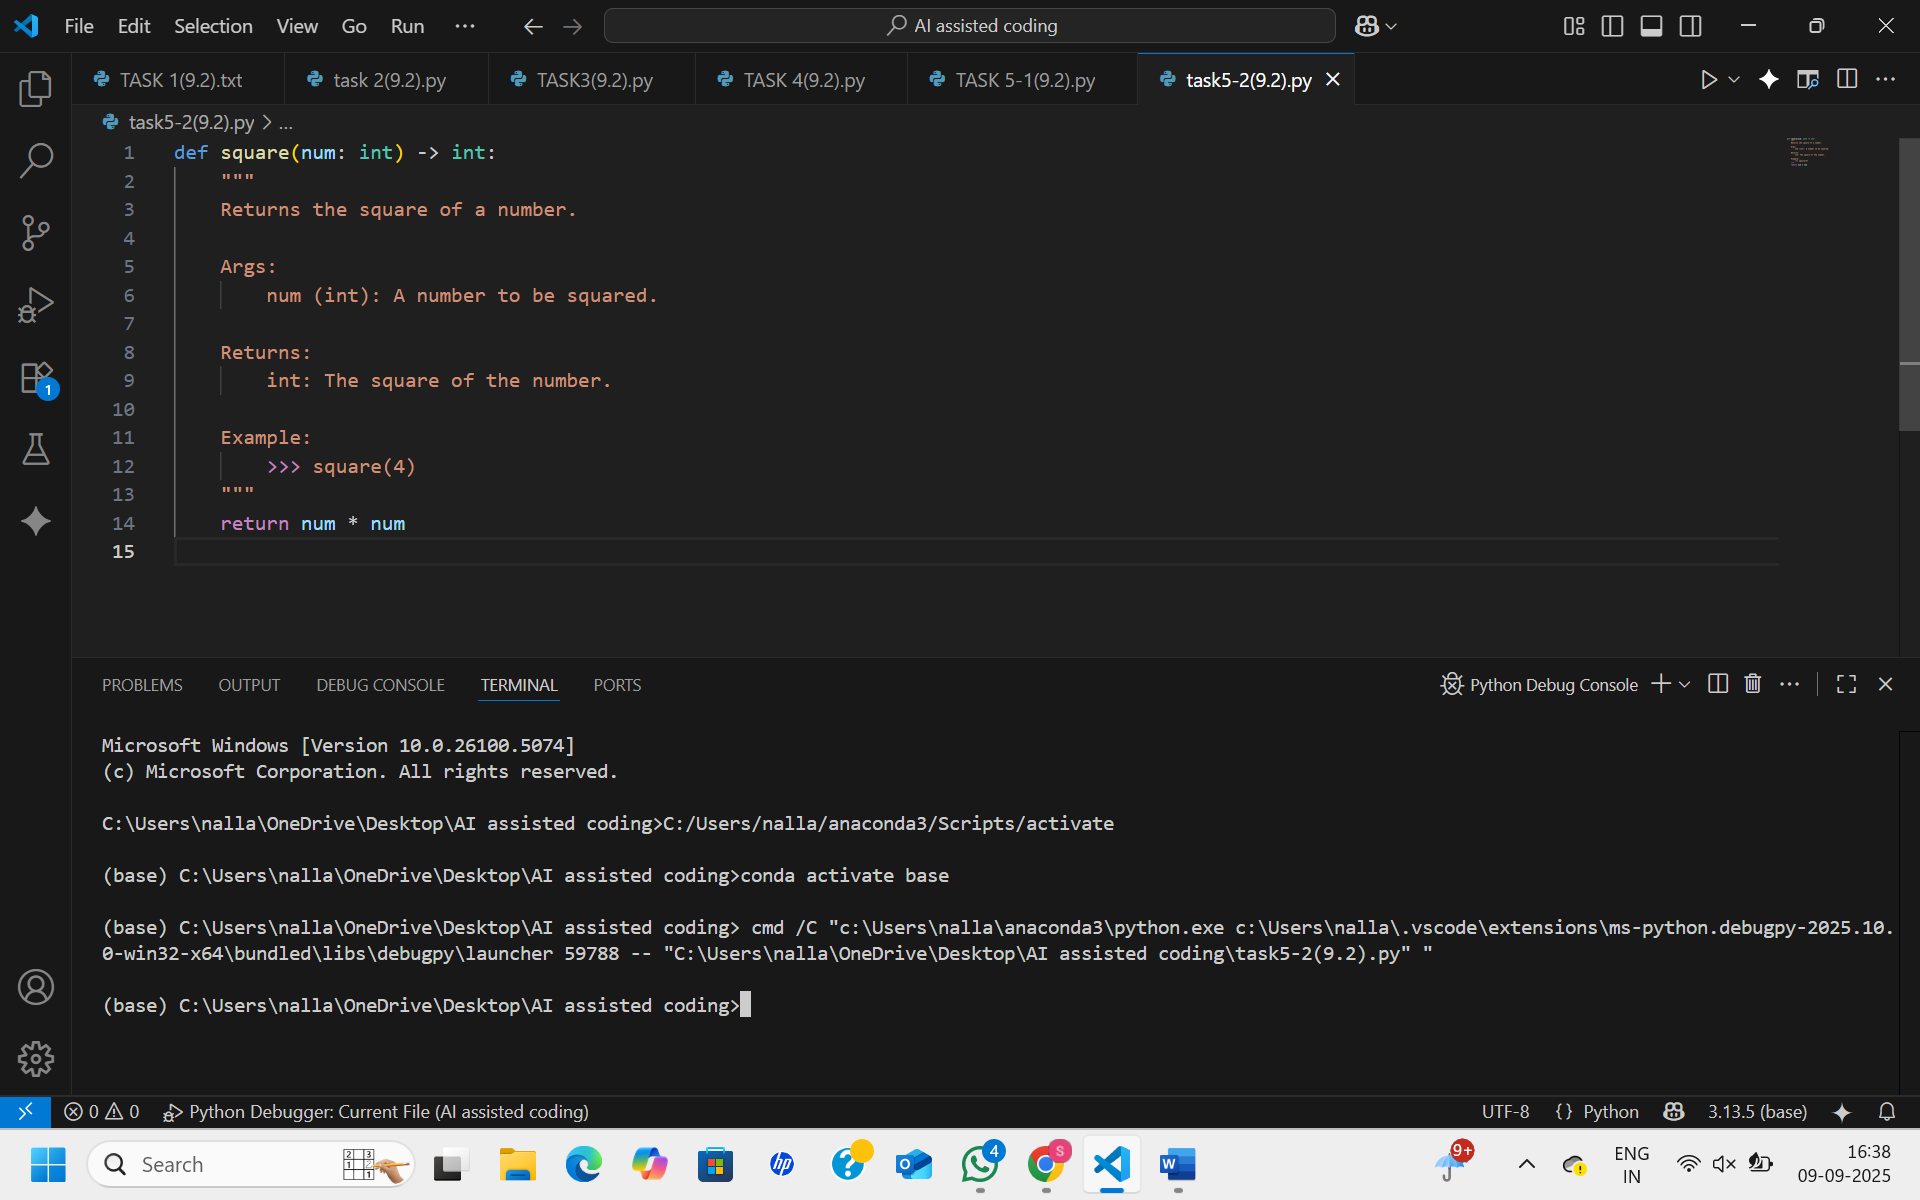 File Edit Selection View Go Run ··· AI assisted coding
TASK 1(9.2).txt task 2(9.2).py TASK3(9.2).py TASK 4(9.2).py TASK 5-1(9.2).py task5-2(9.2).py
task5-2(9.2).py > ...
1 def square(num: int) -> int:
2 """
3 Returns the square of a number.
4
5 Args:
6 num (int): A number to be squared.
7
8 Returns:
9 int: The square of the number.
10
11 Example:
12 >>> square(4)
13 """
14 return num * num
15
1
PROBLEMS OUTPUT DEBUG CONSOLE TERMINAL PORTS Python Debug Console
Microsoft Windows [Version 10.0.26100.5074]
(c) Microsoft Corporation. All rights reserved.
C:\Users\nalla\OneDrive\Desktop\AI assisted coding>C:/Users/nalla/anaconda3/Scripts/activate
(base) C:\Users\nalla\OneDrive\Desktop\AI assisted coding>conda activate base
(base) C:\Users\nalla\OneDrive\Desktop\AI assisted coding> cmd /C "c:\Users\nalla\anaconda3\python.exe c:\Users\nalla\.vscode\extensions\ms-python.debugpy-2025.10.
0-win32-x64\bundled\libs\debugpy\launcher 59788 -- "C:\Users\nalla\OneDrive\Desktop\AI assisted coding\task5-2(9.2).py" "
(base) C:\Users\nalla\OneDrive\Desktop\AI assisted coding>
0 0 Python Debugger: Current File (AI assisted coding) UTF-8 {} Python 3.13.5 (base)
Search hp 4 S 9+ ENG 16:38
IN 09-09-2025